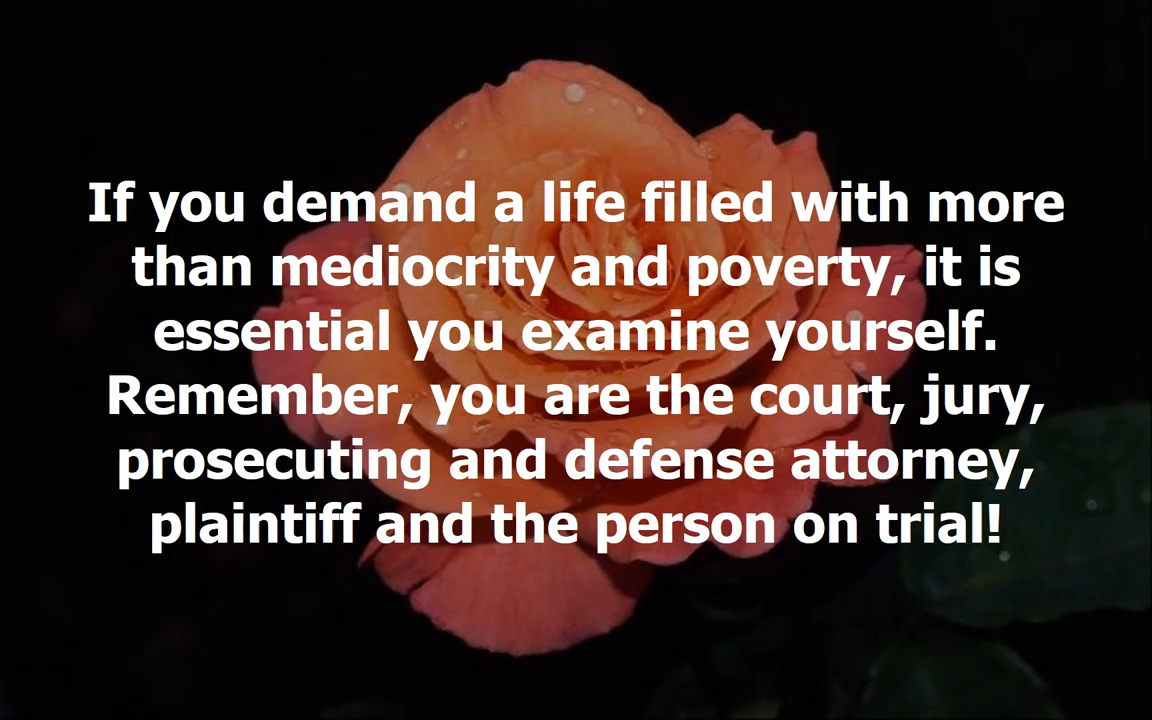 If you demand a life filled with more
than mediocrity and poverty, it is
essential you examine yourself.
Remember, you are the court, jury,
prosecuting and defense attorney,
plaintiff and the person on trial!